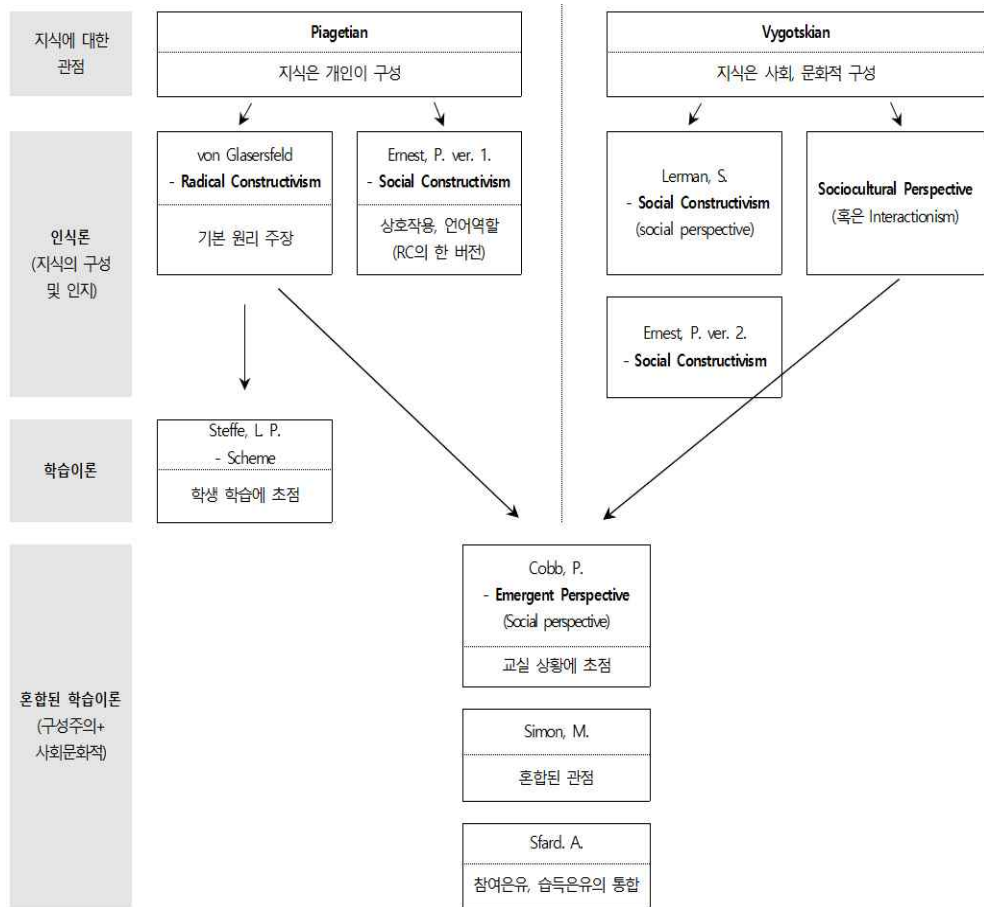 지식에 대한
관점
Piagetian
지식은 개인이 구성
Vygotskian
지식은 사회, 문화적 구성
인식론
(지식의 구성
및 인지)
von Glasersfeld
- Radical Constructivism
기본 원리 주장
Ernest, P. ver. 1.
- Social Constructivism
상호작용, 언어역할
(RC의 한 버전)
Lerman, S.
- Social Constructivism
(social perspective)
Sociocultural Perspective
(혹은 Interactionism)
Ernest, P. ver. 2.
- Social Constructivism
학습이론
Steffe, L. P.
- Scheme
학생 학습에 초점
혼합된 학습이론
(구성주의+
사회문화적)
Cobb, P.
- Emergent Perspective
(Social perspective)
교실 상황에 초점
Simon, M.
혼합된 관점
Sfard. A.
참여은유, 습득은유의 통합